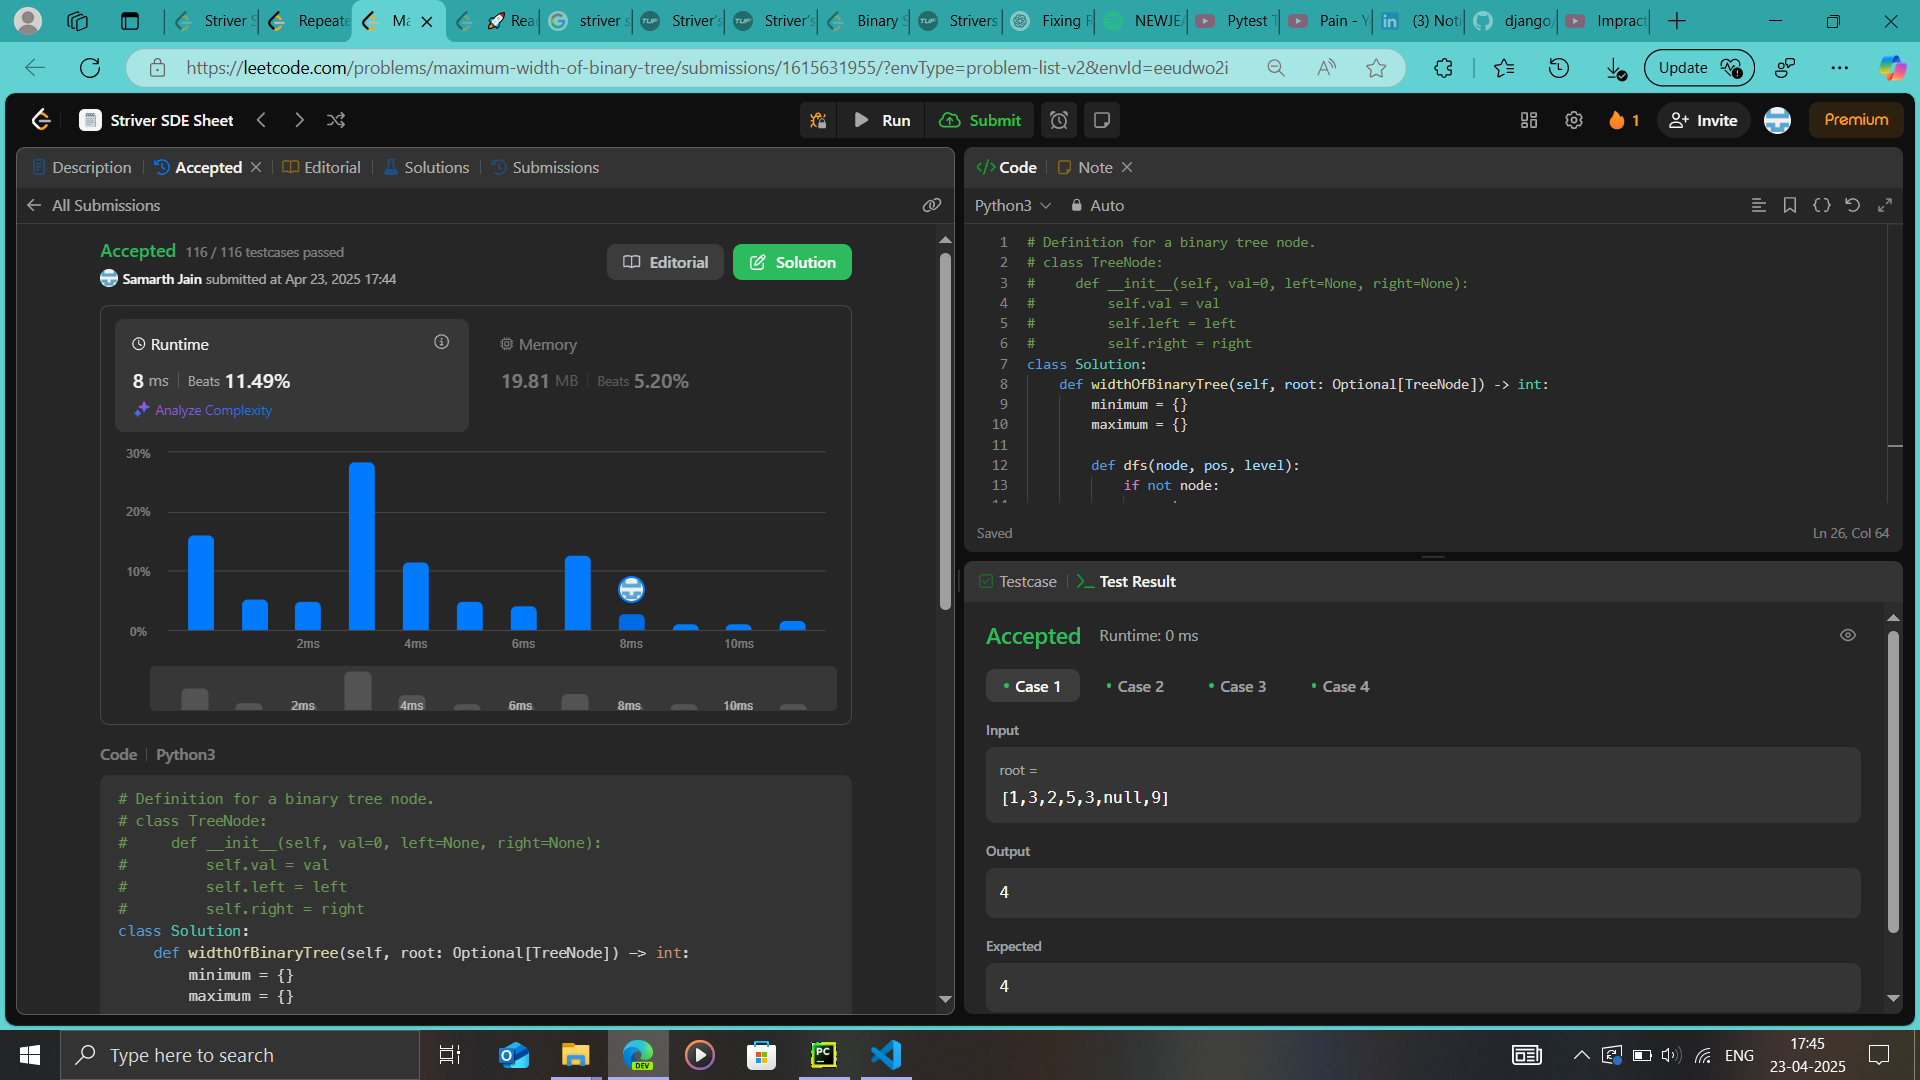 Striver S
Repeate
Ma
Rea
striver s
Striver's
Striver's
Binary S
Strivers
Fixing R
NEWJEA
Pytest T
Pain - Y
(3) Noti
django/
Impract
https://leetcode.com/problems/maximum-width-of-binary-tree/submissions/1615631955/?envType=problem-list-v2&envId=eeudwo2i
Update
Striver SDE Sheet
Run
Submit
1
Invite
Premium
Description
Accepted
Editorial
Solutions
Submissions
All Submissions
Accepted 116 / 116 testcases passed
Samarth Jain submitted at Apr 23, 2025 17:44
Editorial
Solution
Runtime
8 ms Beats 11.49%
Analyze Complexity
Memory
19.81 MB Beats 5.20%
30%
20%
10%
0%
2ms 4ms 6ms 8ms 10ms
2ms 4ms 6ms 8ms 10ms
Code Python3
# Definition for a binary tree node.
# class TreeNode:
#     def __init__(self, val=0, left=None, right=None):
#         self.val = val
#         self.left = left
#         self.right = right
class Solution:
    def widthOfBinaryTree(self, root: Optional[TreeNode]) -> int:
        minimum = {}
        maximum = {}
Code
Note
Python3
Auto
1 # Definition for a binary tree node.
2 # class TreeNode:
3 #     def __init__(self, val=0, left=None, right=None):
4 #         self.val = val
5 #         self.left = left
6 #         self.right = right
7 class Solution:
8     def widthOfBinaryTree(self, root: Optional[TreeNode]) -> int:
9         minimum = {}
10         maximum = {}
11
12         def dfs(node, pos, level):
13             if not node:
Saved
Ln 26, Col 64
Testcase
Test Result
Accepted Runtime: 0 ms
Case 1
Case 2
Case 3
Case 4
Input
root =
[1,3,2,5,3,null,9]
Output
4
Expected
4
Type here to search
DEV
PC
ENG
17:45
23-04-2025